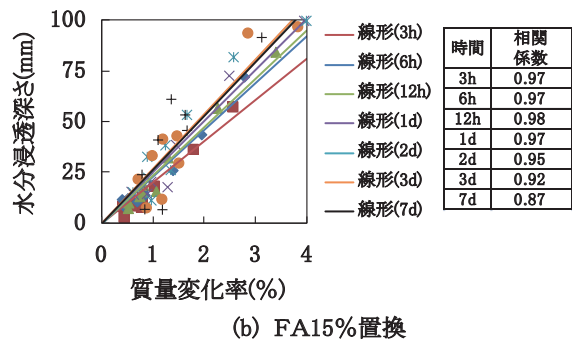 100
75
50
25
0
0
1
2
3
4
水分浸透深さ(mm)
質量変化率(%)
線形(3h)
線形(6h)
線形(12h)
線形(1d)
線形(2d)
線形(3d)
線形(7d)
時間 相関係数
3h 0.97
6h 0.97
12h 0.98
1d 0.97
2d 0.95
3d 0.92
7d 0.87
(b) FA15%置換